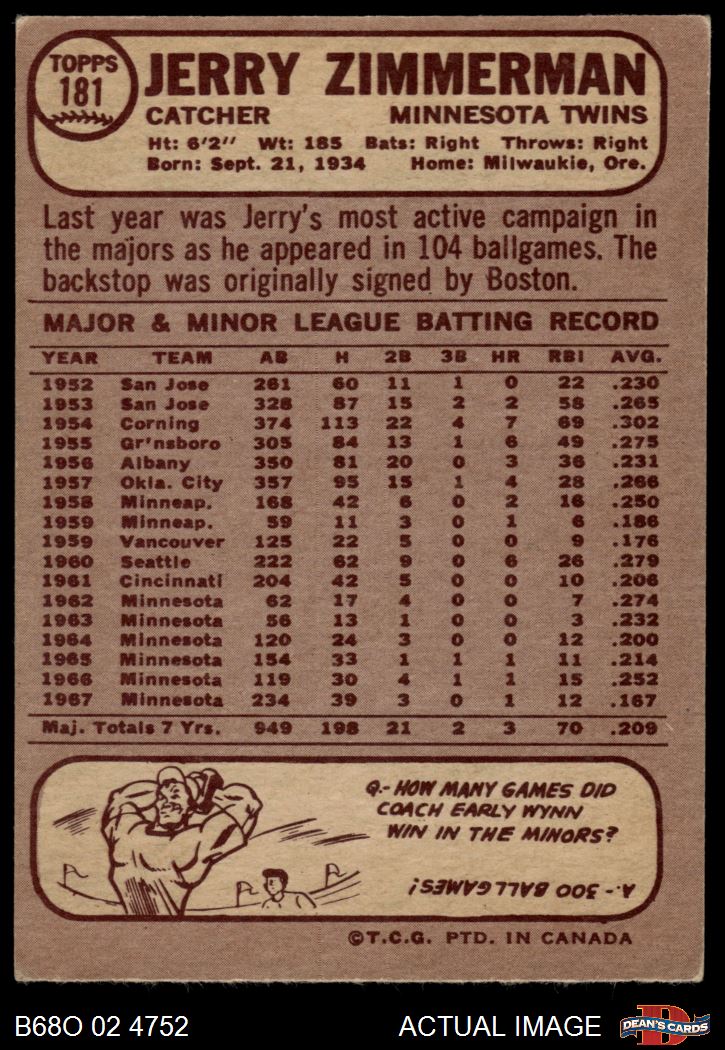 TOPPS
181
JERRY ZIMMERMAN
CATCHER MINNESOTA TWINS
Ht: 6'2" Wt: 185 Bats: Right Throws: Right
Born: Sept. 21, 1934 Home: Milwaukie, Ore.
Last year was Jerry's most active campaign in
the majors as he appeared in 104 ballgames. The
backstop was originally signed by Boston.
MAJOR & MINOR LEAGUE BATTING RECORD
YEAR TEAM AB H 2B 3B HR RBI AVG.
1952 San Jose 261 60 11 1 0 22 .230
1953 San Jose 328 87 15 2 2 58 .265
1954 Corning 374 113 22 4 7 69 .302
1955 Gr'nsboro 305 84 13 1 6 49 .275
1956 Albany 350 81 20 0 3 36 .231
1957 Okla. City 357 95 15 1 4 28 .266
1958 Minneap. 168 42 6 0 2 16 .250
1959 Minneap. 59 11 3 0 1 6 .186
1959 Vancouver 125 22 5 0 0 9 .176
1960 Seattle 222 62 9 0 6 26 .279
1961 Cincinnati 204 42 5 0 0 10 .206
1962 Minnesota 62 17 4 0 0 7 .274
1963 Minnesota 56 13 1 0 0 3 .232
1964 Minnesota 120 24 3 0 0 12 .200
1965 Minnesota 154 33 1 1 1 11 .214
1966 Minnesota 119 30 4 1 1 15 .252
1967 Minnesota 234 39 3 0 1 12 .167
Maj. Totals 7 Yrs. 949 198 21 2 3 70 .209
Q.- HOW MANY GAMES DID
COACH EARLY WYNN
WIN IN THE MINORS?
A.- 300 BALL GAMES!
©T.C.G. PTD. IN CANADA
B68O 02 4752 ACTUAL IMAGE
D
DEAN'S CARDS